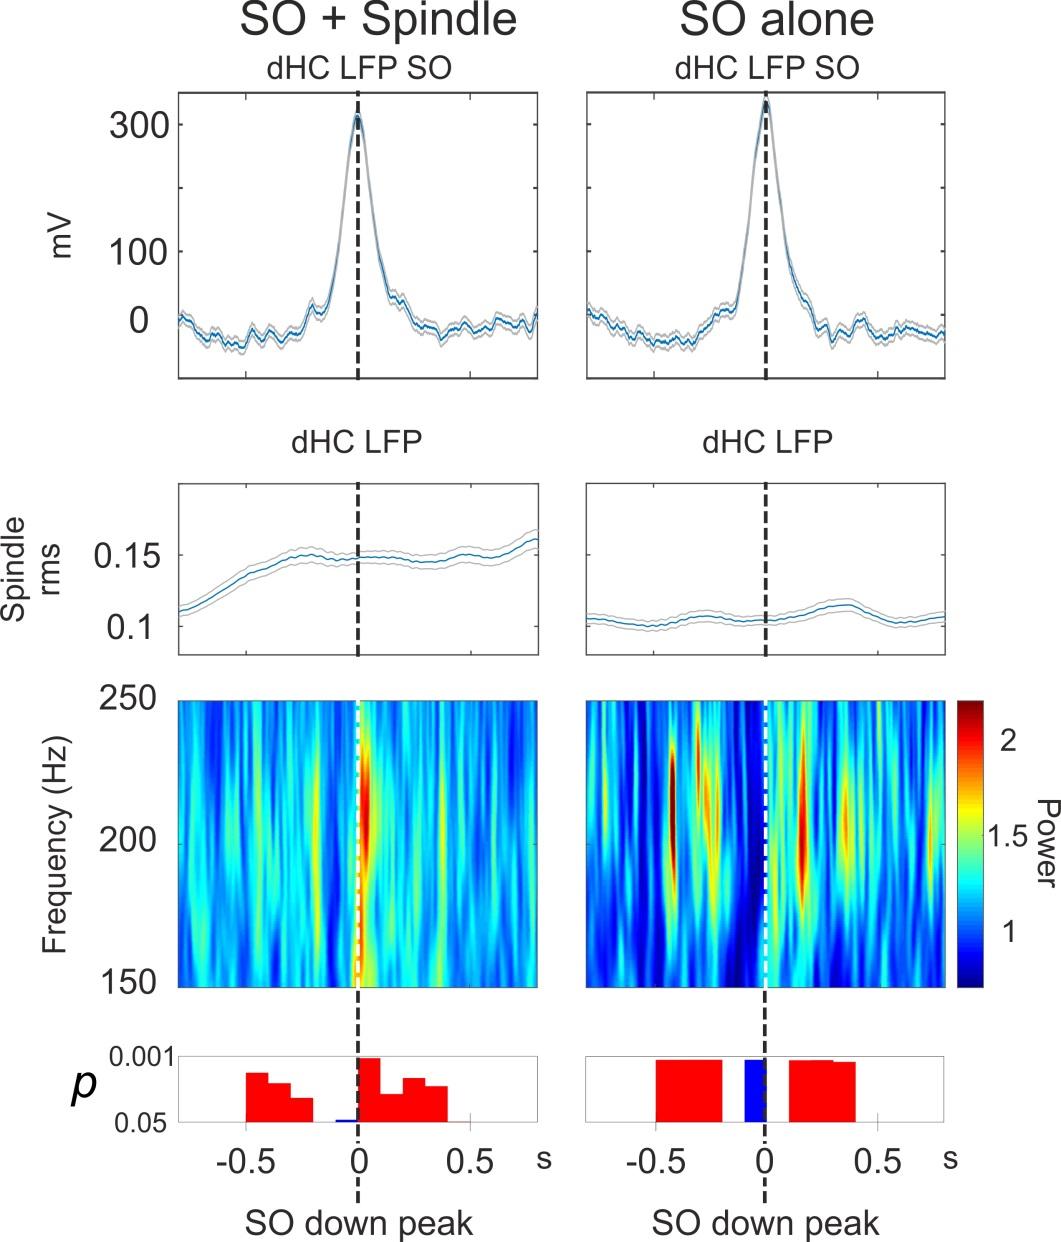 SO + Spindle SO alone
dHC LFP SO dHC LFP SO
300
mV
100
0
dHC LFP dHC LFP
Spindle
rms
0.15
0.1
250
Frequency (Hz)
200
150
2
1.5
1
Power
0.001
p
0.05
-0.5 0 0.5 s -0.5 0 0.5 s
SO down peak SO down peak